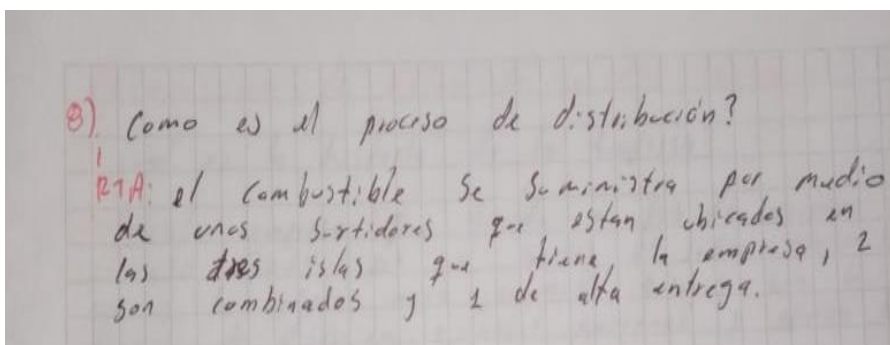 8). Como es el proceso de distribución?
RTA: el combustible se suministra por medio
de unos surtidores que estan ubicados en
las tres islas que tiene la empresa, 2
son combinados y 1 de alta entrega.